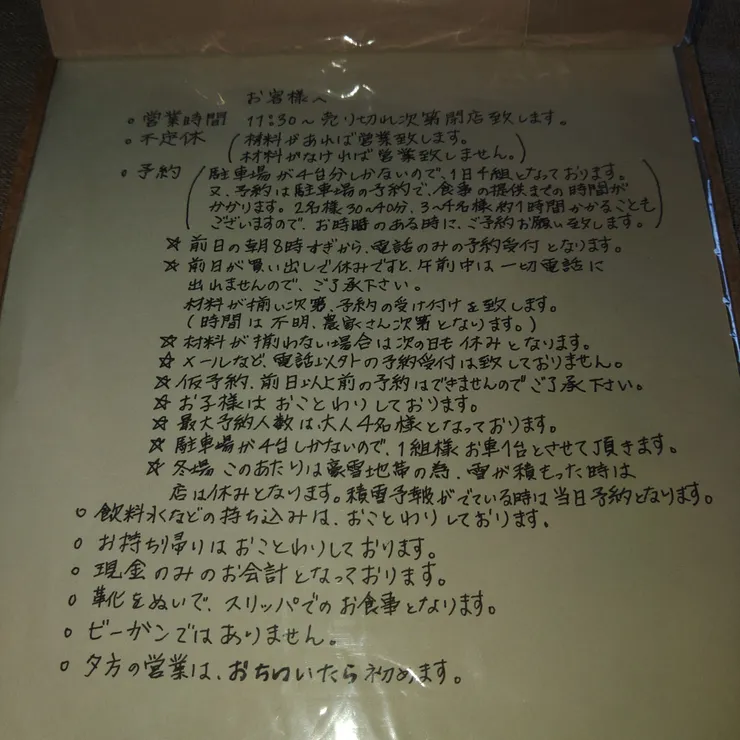 お客様へ
○営業時間 11:30~売り切れ次第閉店致します。
○不定休 (材料があれば営業致します。
材料がなければ営業致しません。)
○予約 (駐車場が4台分しかないので、1日4組となっております。
又、予約は駐車場の予約で、食事の提供までの時間が
かかります。2名様30~40分、3~4名様約1時間かかることも
ございますので、お時間のある時に、ご予約お願い致します。)
☆前日の朝8時すぎから、電話のみの予約受付となります。
☆前日が買い出しで休みですと、午前中は一切電話に
出れませんので、ご了承下さい。
材料が揃い次第、予約の受け付けを致します。
(時間は不明、農家さん次第となります。)
☆材料が揃わない場合は次の日も休みとなります。
☆メールなど、電話以外の予約受付は致しておりません。
☆仮予約、前日以上前の予約はできませんのでご了承下さい。
☆お子様はおことわりしております。
☆最大予約人数は、大人4名様となっております。
☆駐車場が4台しかないので、1組様お車1台とさせて頂きます。
☆冬場このあたりは豪雪地帯の為、雪が積もった時は
店は休みとなります。積雪予報がでている時は当日予約となります。
○飲料水などの持ち込みは、おことわりしております。
○お持ち帰りはおことわりしております。
○現金のみのお会計となっております。
○靴をぬいで、スリッパでのお食事となります。
○ビーガンではありません。
○夕方の営業は、おちついたら初めます。